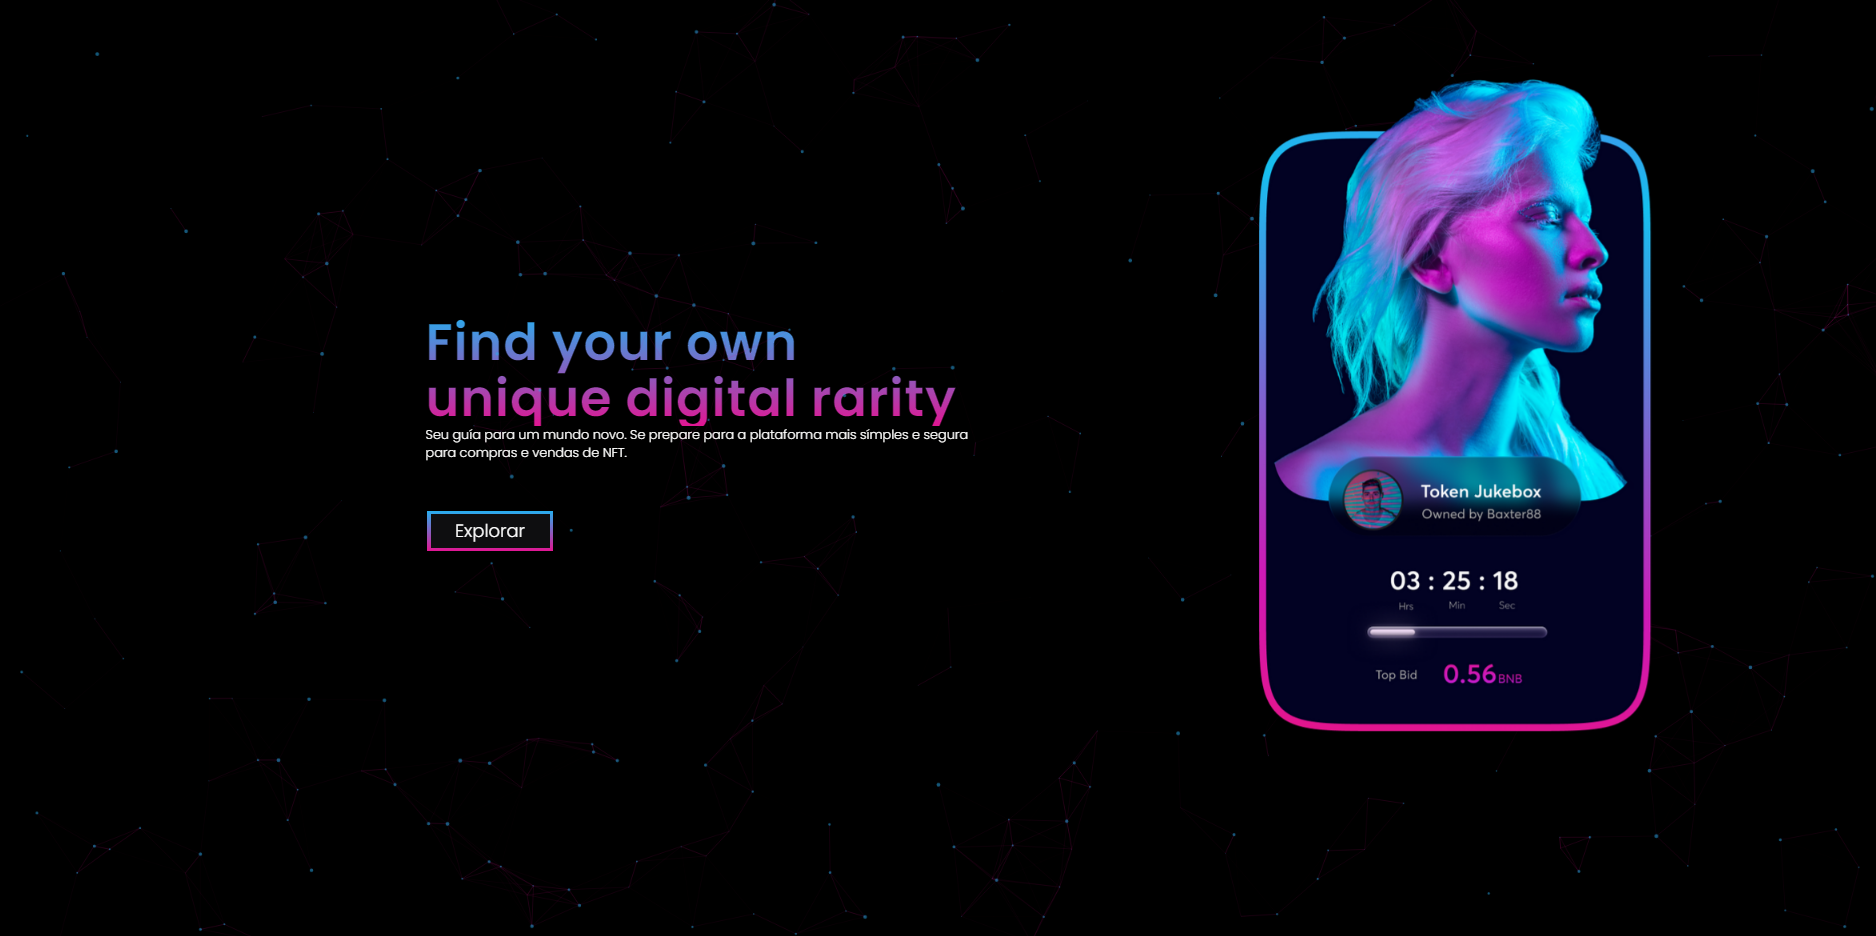 Find your own
unique digital rarity
Seu guía para um mundo novo. Se prepare para a plataforma mais símples e segura
para compras e vendas de NFT.
Explorar
Token Jukebox
Owned by Baxter88
03 : 25 : 18
Hrs Min Sec
Top Bid 0.56 BNB